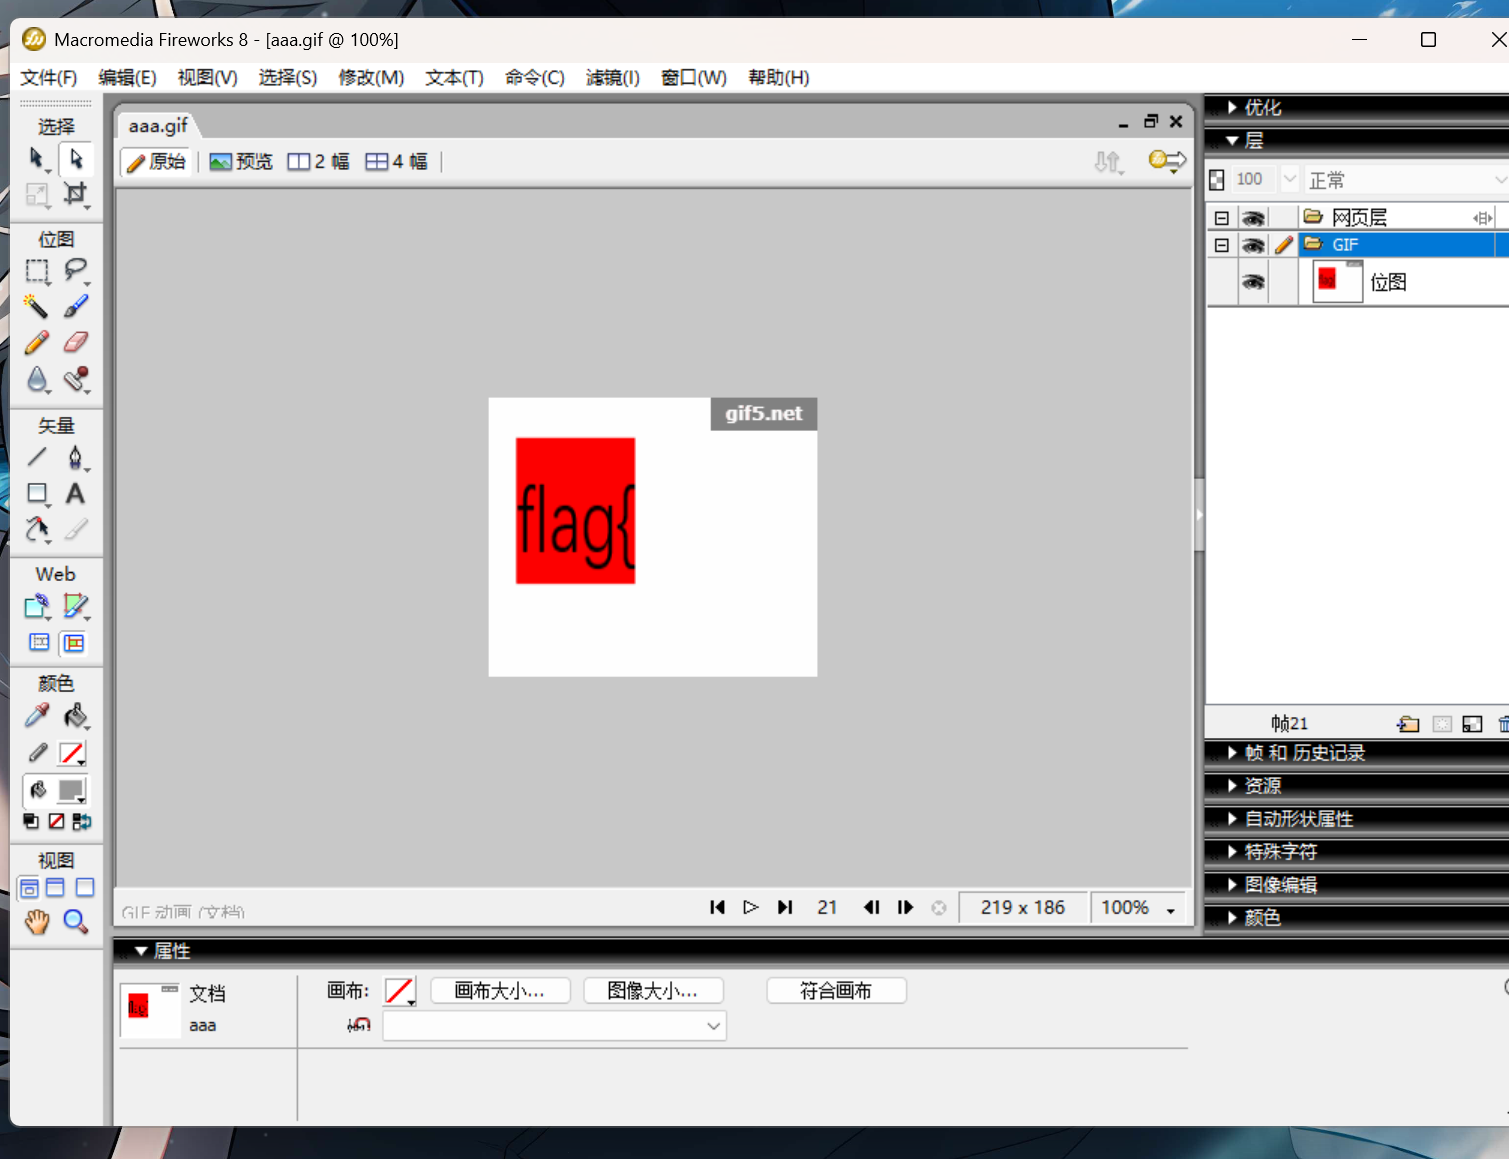 Macromedia Fireworks 8 - [aaa.gif @ 100%]
文件(F) 编辑(E) 视图(V) 选择(S) 修改(M) 文本(T) 命令(C) 滤镜(I) 窗口(W) 帮助(H)
选择
位图
矢量
Web
颜色
视图
aaa.gif
原始 预览 2 幅 4 幅
gif5.net
flag{
GIF 动画 (文档)
21
219 x 186
100%
优化
层
100 正常
网页层
GIF
位图
帧21
帧 和 历史记录
资源
自动形状属性
特殊字符
图像编辑
颜色
属性
文档
aaa
画布: 画布大小... 图像大小... 符合画布